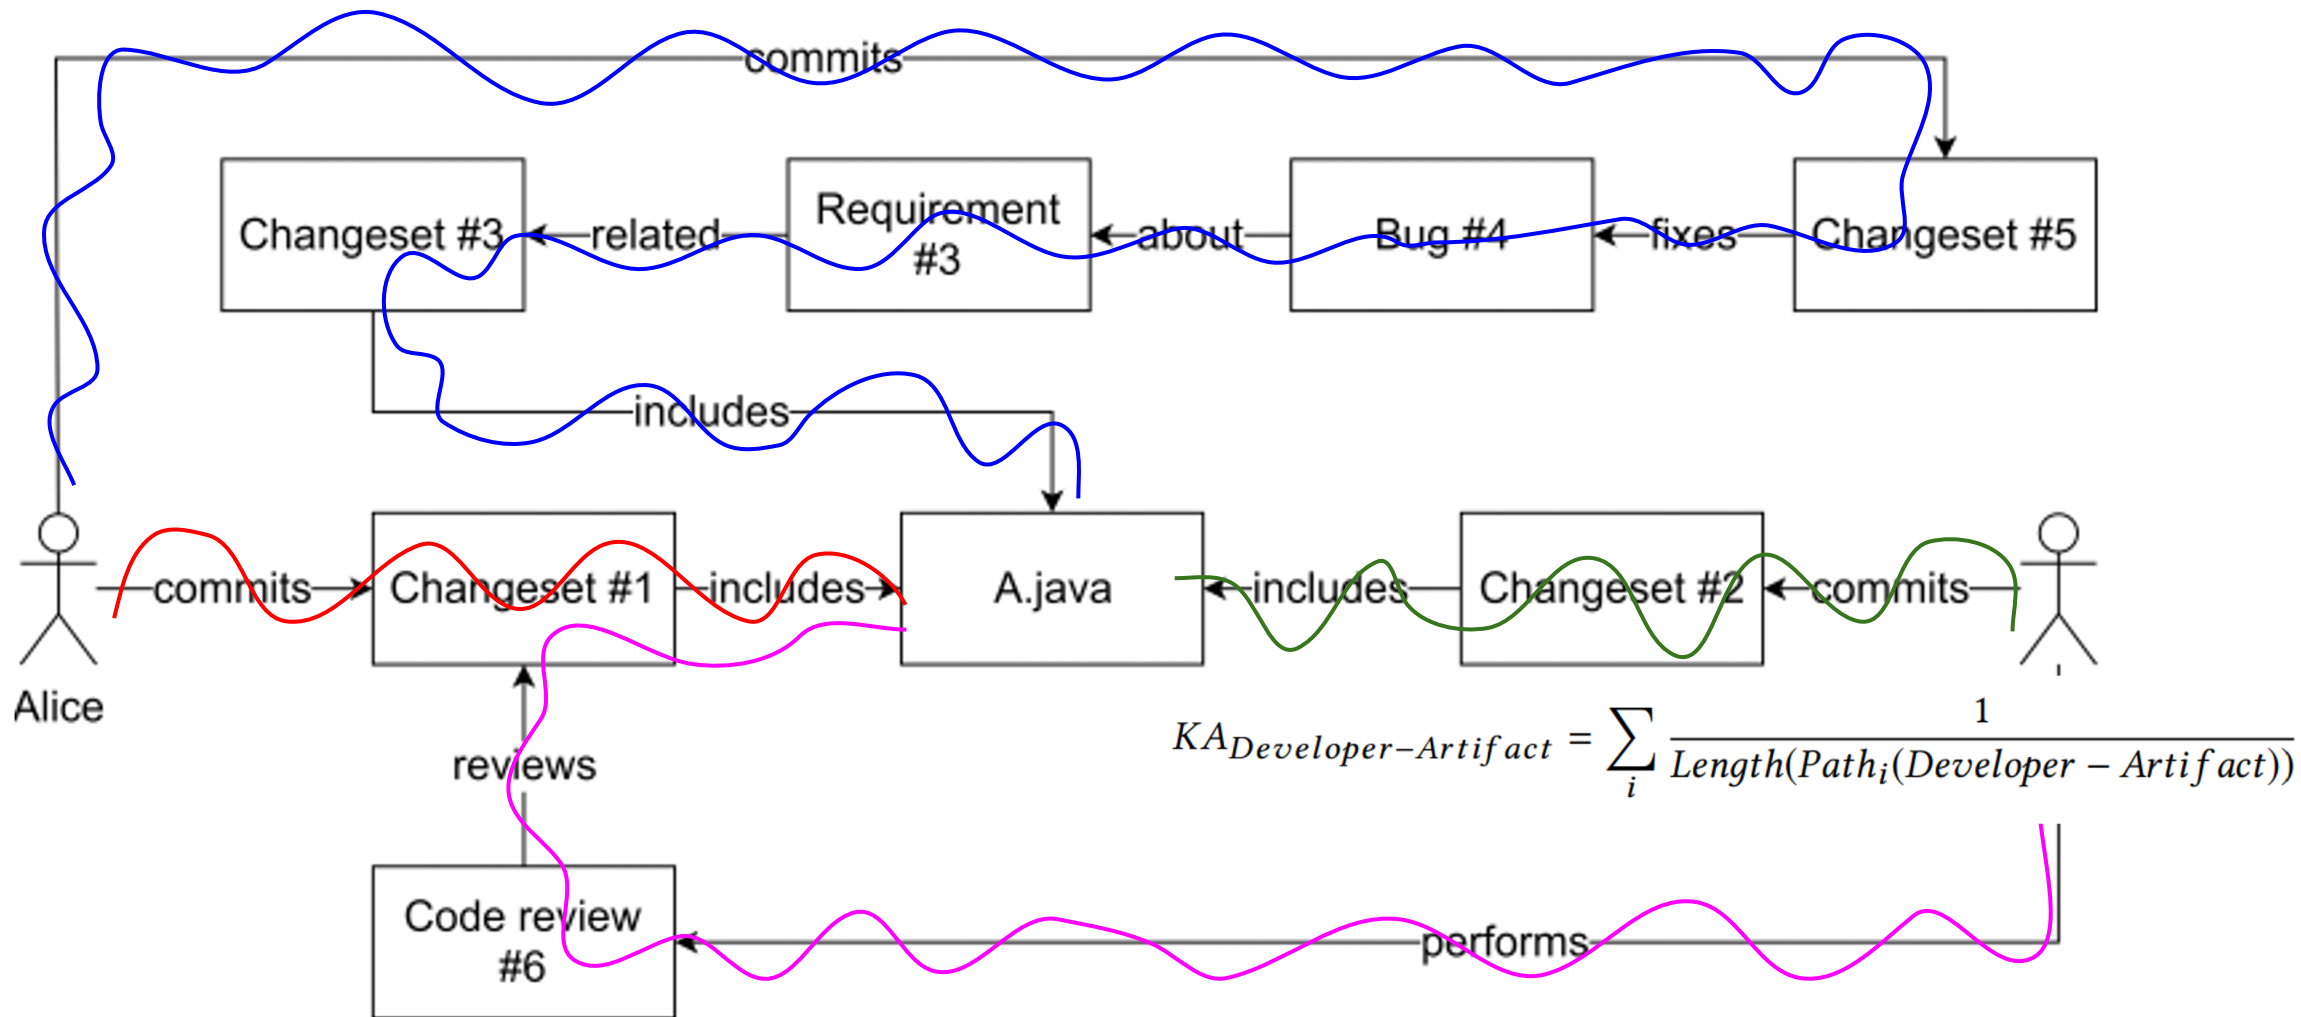 commits
Changeset #3
related
Requirement
#3
about
Bug #4
fixes
Changeset #5
includes
commits
Changeset #1
includes
A.java
includes
Changeset #2
commits
Alice
reviews
KA_{Developer-Artifact} = \sum_i \frac{1}{Length(Path_i(Developer - Artifact))}
Code review
#6
performs